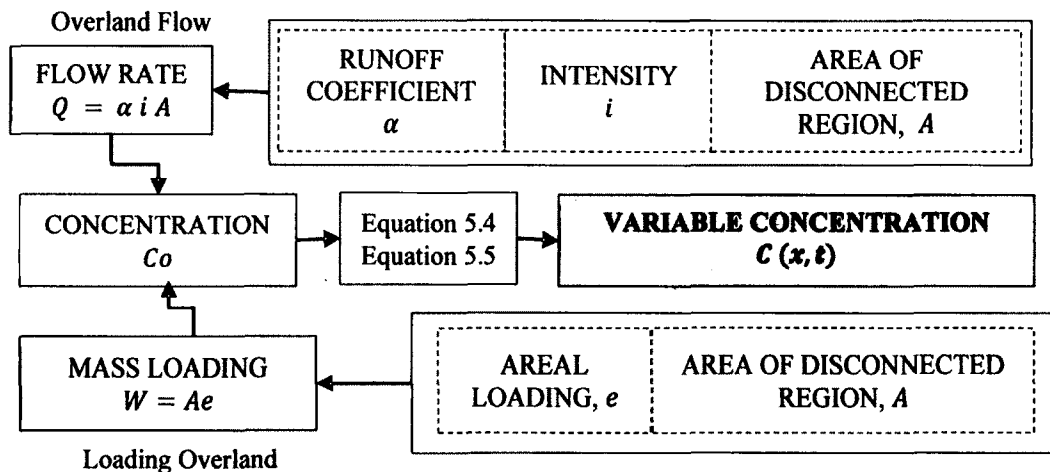 Overland Flow
FLOW RATE
Q = α i A
RUNOFF
COEFFICIENT
α
INTENSITY
i
AREA OF
DISCONNECTED
REGION, A
CONCENTRATION
Co
Equation 5.4
Equation 5.5
VARIABLE CONCENTRATION
C (x, t)
MASS LOADING
W = Ae
AREAL
LOADING, e
AREA OF DISCONNECTED
REGION, A
Loading Overland